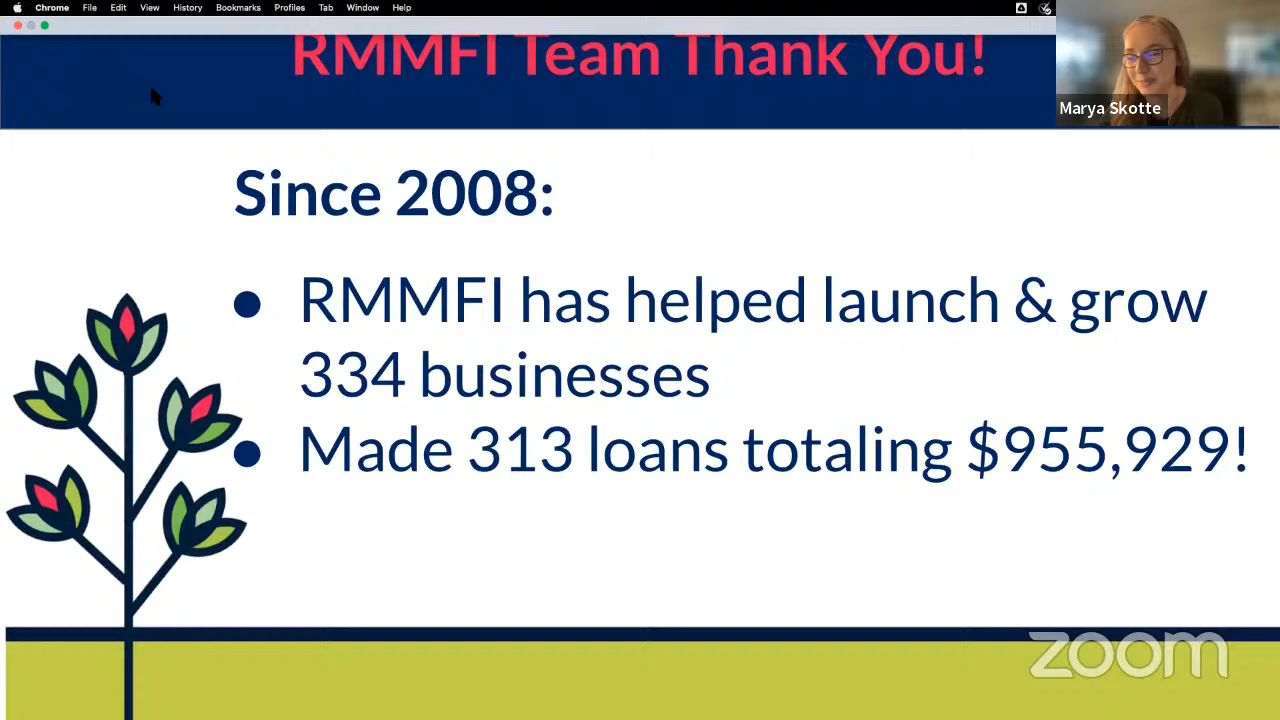 Chrome File Edit View History Bookmarks Profiles Tab Window Help
RMMFI Team Thank You!
Marya Skotte
Since 2008:
● RMMFI has helped launch & grow
334 businesses
● Made 313 loans totaling $955,929!
zoom